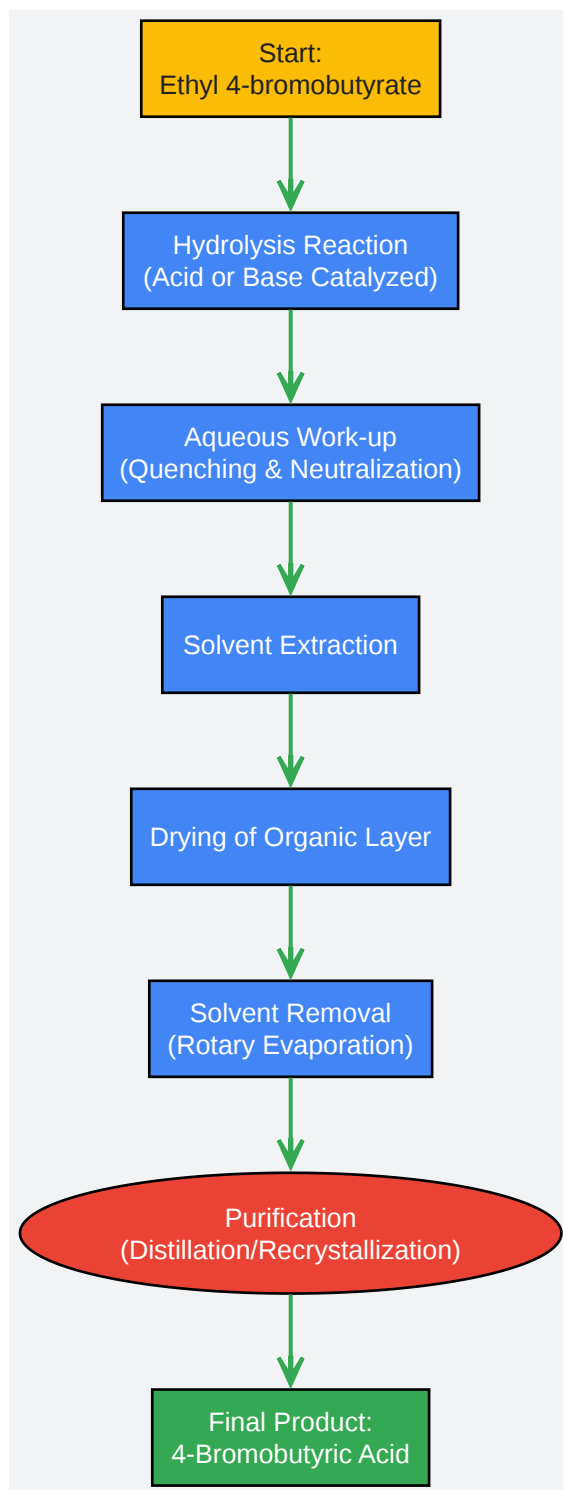 Start:
Ethyl 4-bromobutyrate
Hydrolysis Reaction
(Acid or Base Catalyzed)
Aqueous Work-up
(Quenching & Neutralization)
Solvent Extraction
Drying of Organic Layer
Solvent Removal
(Rotary Evaporation)
Purification
(Distillation/Recrystallization)
Final Product:
4-Bromobutyric Acid